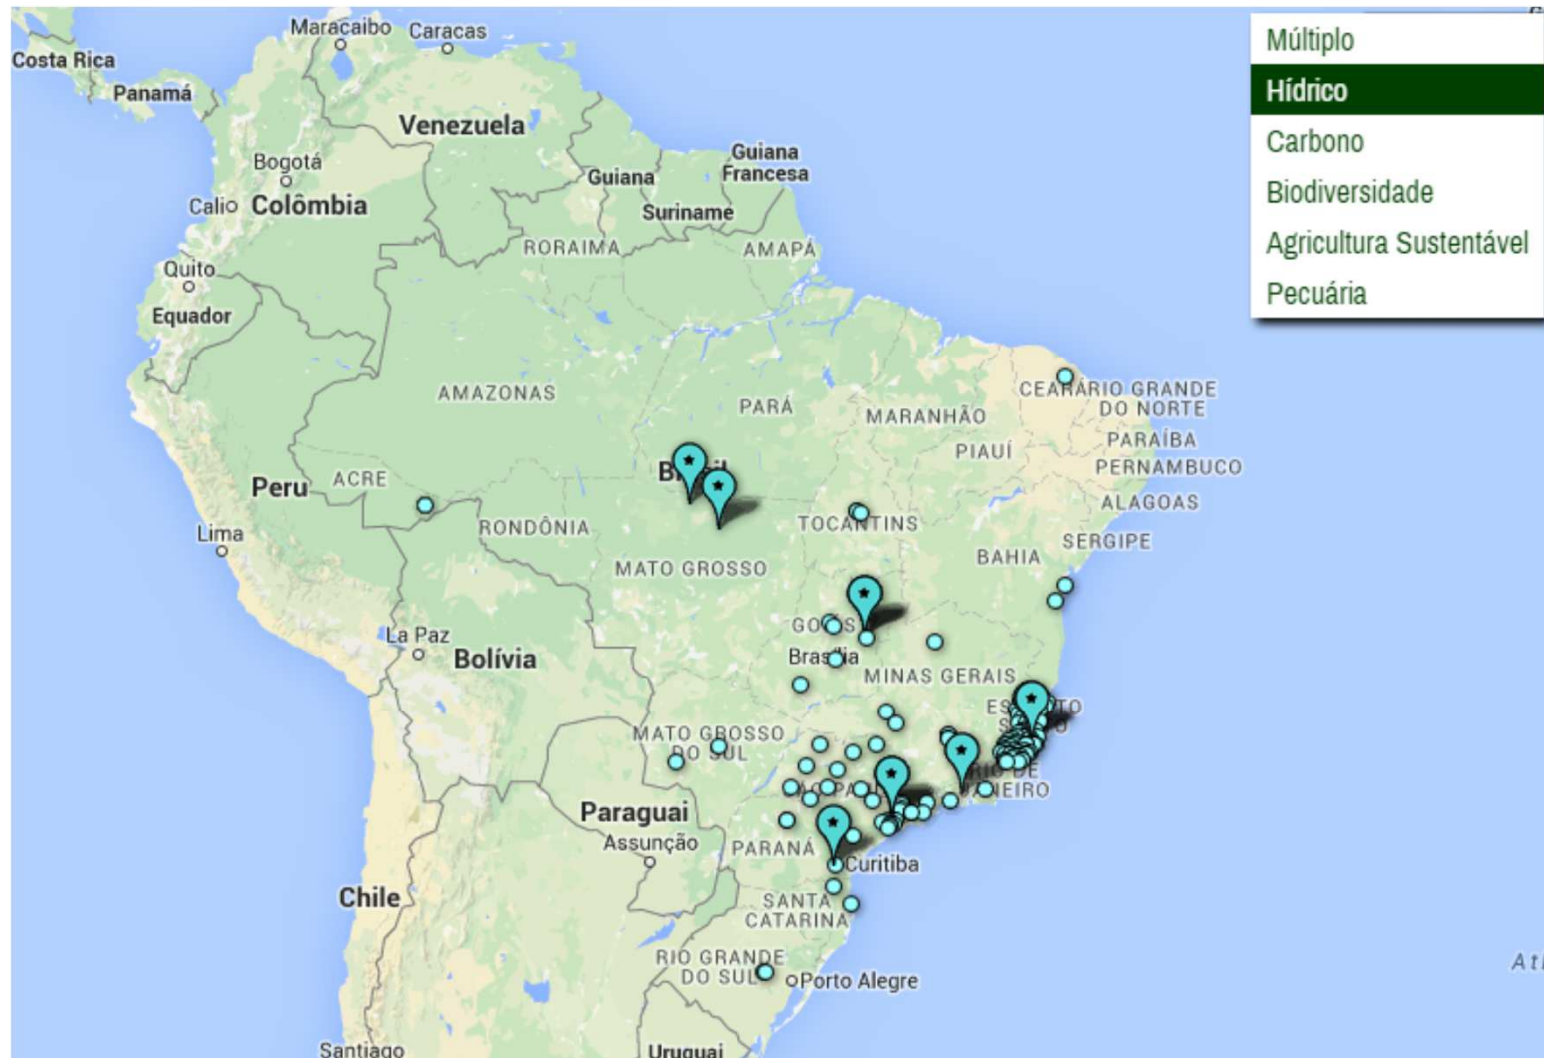 Múltiplo
Hídrico
Carbono
Biodiversidade
Agricultura Sustentável
Pecuária
Maracaibo
Caracas
Costa Rica
Panamá
Venezuela
Guiana
Francesa
Bogotá
Guiana
Cali
Colômbia
Suriname
RORAIMA
AMAPÁ
Quito
Equador
AMAZONAS
PARÁ
MARANHÃO
RIO GRANDE
DO NORTE
PARAÍBA
PIAUÍ
PERNAMBUCO
Peru
ACRE
ALAGOAS
Lima
RONDÔNIA
TOCANTINS
SERGIPE
BAHIA
MATO GROSSO
La Paz
Bolívia
MINAS GERAIS
MATO GROSSO
DO SUL
RIO DE
JANEIRO
Paraguai
Assunção
PARANÁ
Curitiba
Chile
SANTA
CATARINA
RIO GRANDE
DO SUL
Porto Alegre
Santiago
Uruguai